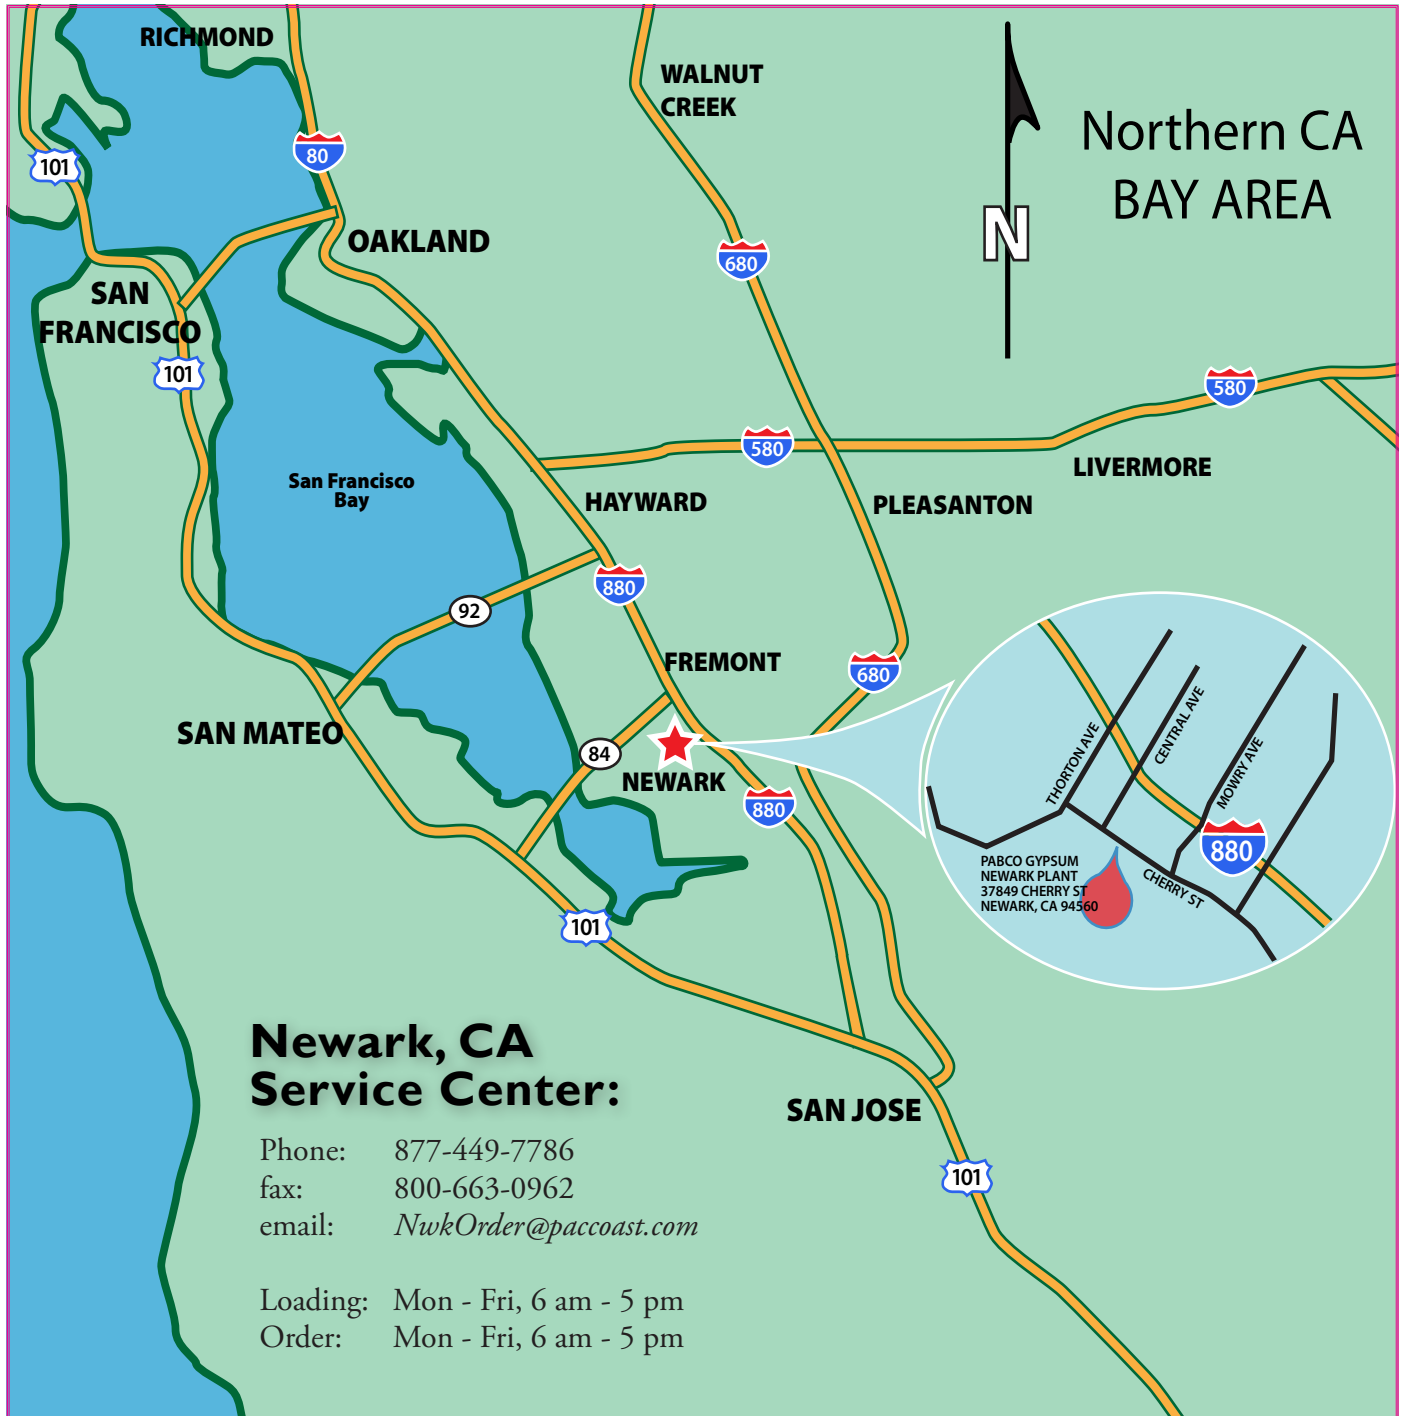 RICHMOND
WALNUT
CREEK
Northern CA
BAY AREA
101
80
N
OAKLAND
680
SAN
FRANCISCO
101
580
580
LIVERMORE
San Francisco
Bay
HAYWARD
PLEASANTON
880
92
FREMONT
680
SAN MATEO
84
NEWARK
880
THORTON AVE
CENTRAL AVE
MOWRY AVE
880
PABCO GYPSUM
NEWARK PLANT
37849 CHERRY ST
NEWARK, CA 94560
CHERRY ST
101
Newark, CA
Service Center:
SAN JOSE
Phone: 877-449-7786
fax: 800-663-0962
email: NwkOrder@paccoast.com
101
Loading: Mon - Fri, 6 am - 5 pm
Order: Mon - Fri, 6 am - 5 pm